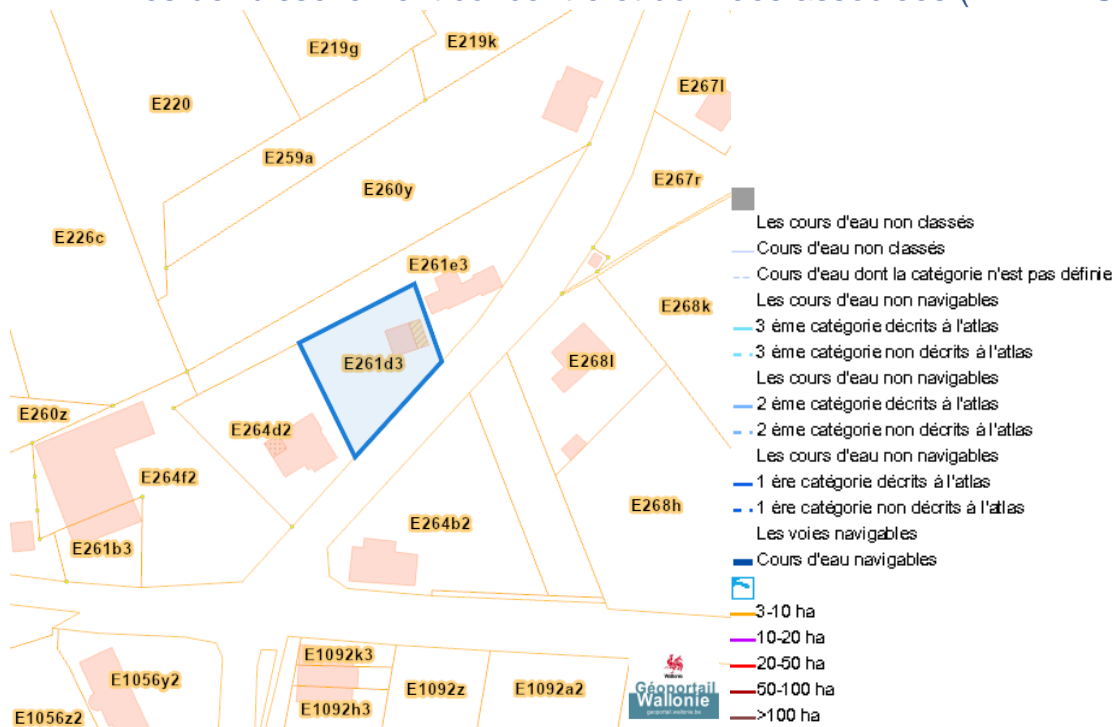 E219k
E219g
E267l
E220
E259a
E267r
E260y
E226c
E261e3
E268k
E261d3
E268l
E260z
E264d2
E264f2
E268h
E264b2
E261b3
E1092k3
E1056y2
E1092z
E1092a2
E1092h3
E1056z2
Wallonie
Géoportail
Wallonie
geoportail.wallonie.be
Les cours d'eau non classés
Cours d'eau non classés
Cours d'eau dont la catégorie n'est pas définie
Les cours d'eau non navigables
3 ème catégorie décrits à l'atlas
3 ème catégorie non décrits à l'atlas
Les cours d'eau non navigables
2 ème catégorie décrits à l'atlas
2 ème catégorie non décrits à l'atlas
Les cours d'eau non navigables
1 ère catégorie décrits à l'atlas
1 ère catégorie non décrits à l'atlas
Les voies navigables
Cours d'eau navigables
3-10 ha
10-20 ha
20-50 ha
50-100 ha
>100 ha